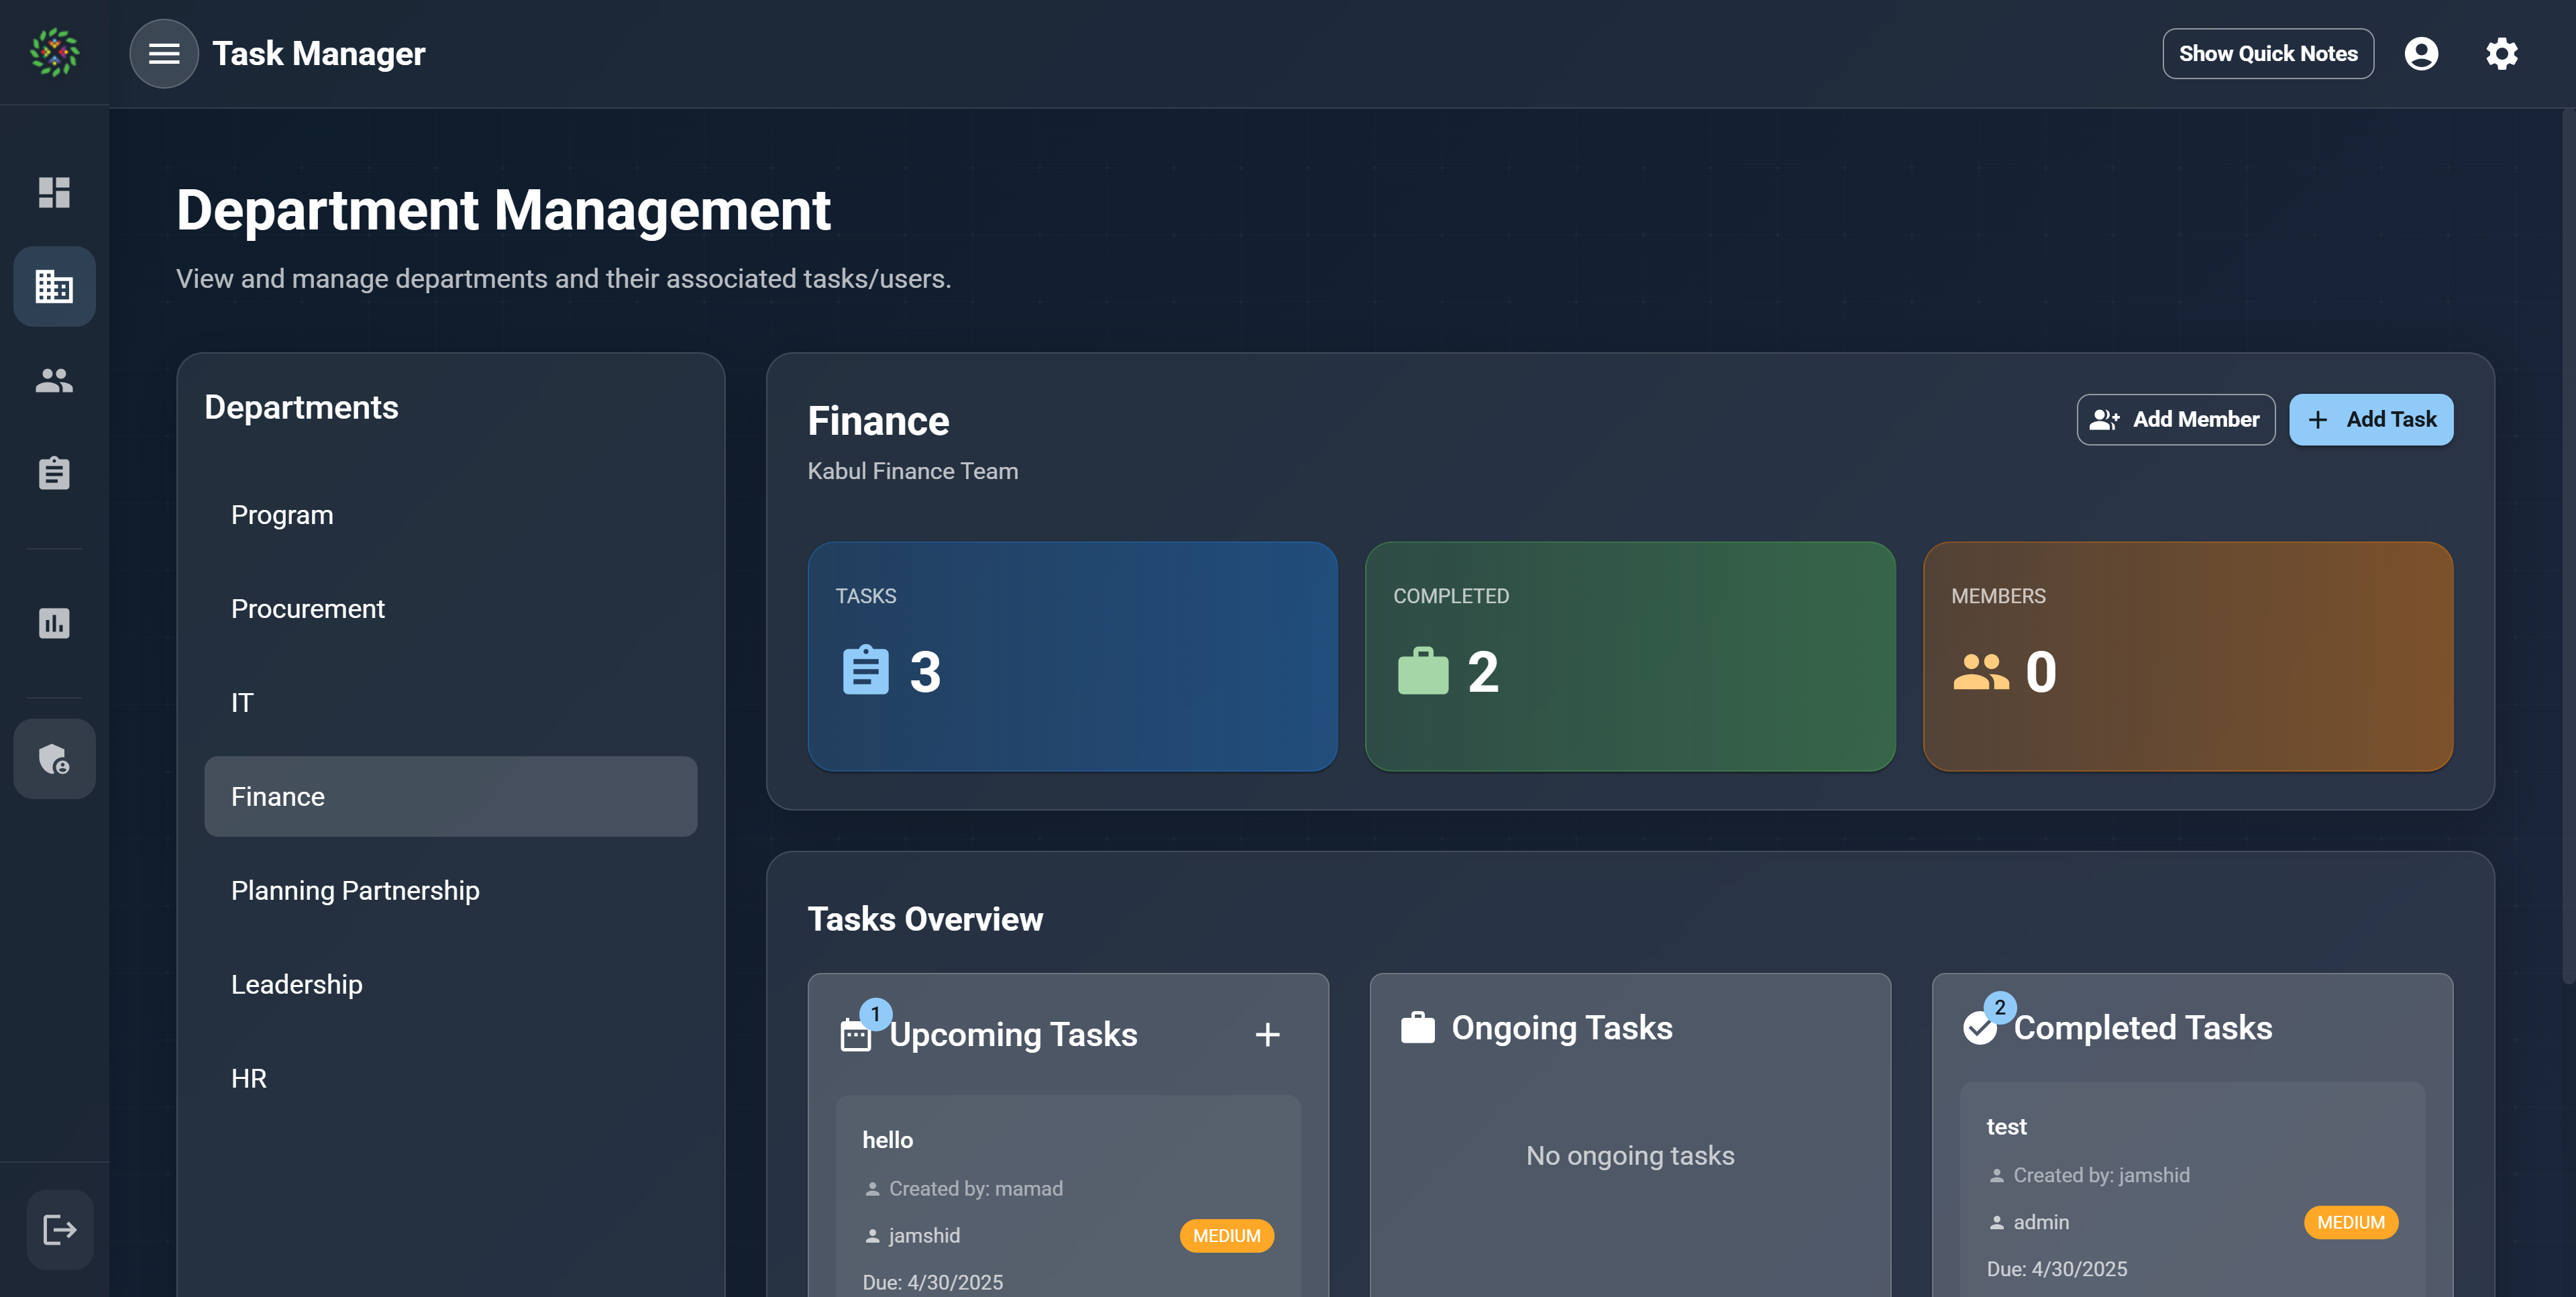 Task Manager
Show Quick Notes
Department Management
View and manage departments and their associated tasks/users.
Departments
Program
Procurement
IT
Finance
Planning Partnership
Leadership
HR
Finance
Kabul Finance Team
Add Member
Add Task
TASKS
3
COMPLETED
2
MEMBERS
0
Tasks Overview
1
Upcoming Tasks
hello
Created by: mamad
jamshid
MEDIUM
Due: 4/30/2025
Ongoing Tasks
No ongoing tasks
2
Completed Tasks
test
Created by: jamshid
admin
MEDIUM
Due: 4/30/2025